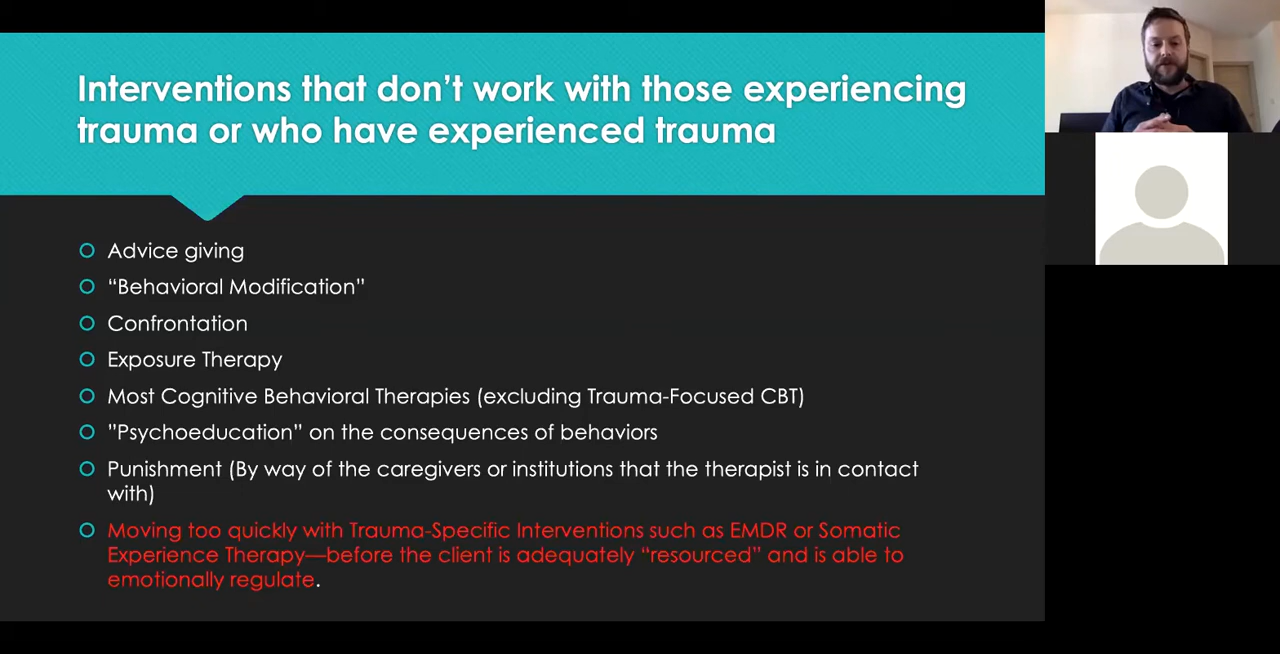 Interventions that don’t work with those experiencing
trauma or who have experienced trauma
Advice giving
“Behavioral Modification”
Confrontation
Exposure Therapy
Most Cognitive Behavioral Therapies (excluding Trauma-Focused CBT)
”Psychoeducation” on the consequences of behaviors
Punishment (By way of the caregivers or institutions that the therapist is in contact
with)
Moving too quickly with Trauma-Specific Interventions such as EMDR or Somatic
Experience Therapy—before the client is adequately “resourced” and is able to
emotionally regulate.